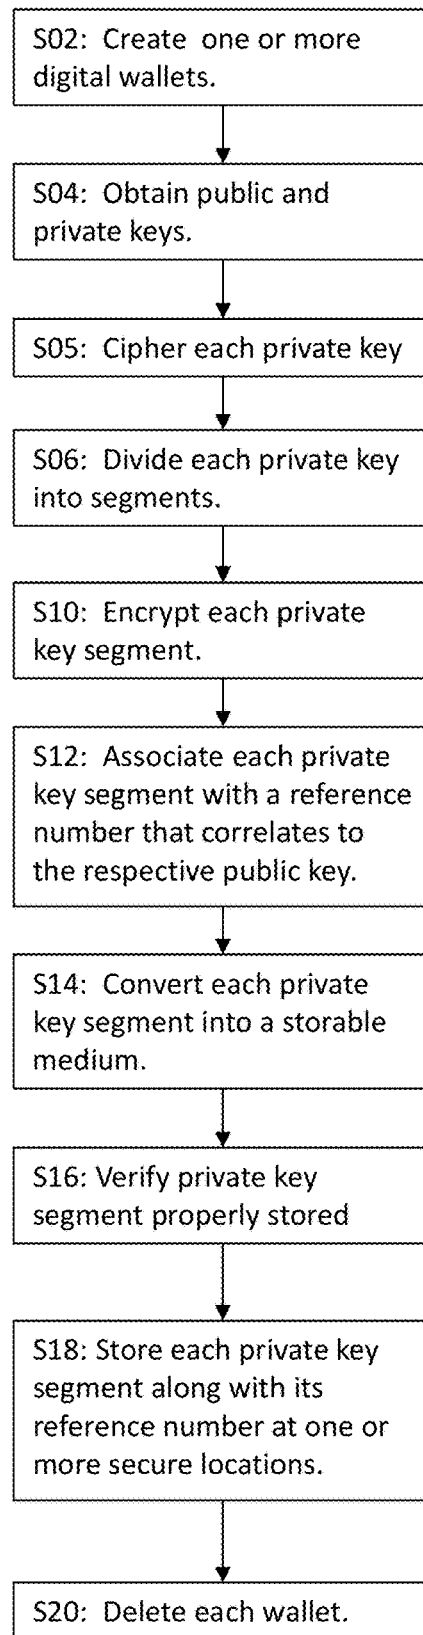 S02: Create one or more
digital wallets.
S04: Obtain public and
private keys.
S05: Cipher each private key
S06: Divide each private key
into segments.
S10: Encrypt each private
key segment.
S12: Associate each private
key segment with a reference
number that correlates to
the respective public key.
S14: Convert each private
key segment into a storable
medium.
S16: Verify private key
segment properly stored
S18: Store each private key
segment along with its
reference number at one or
more secure locations.
S20: Delete each wallet.